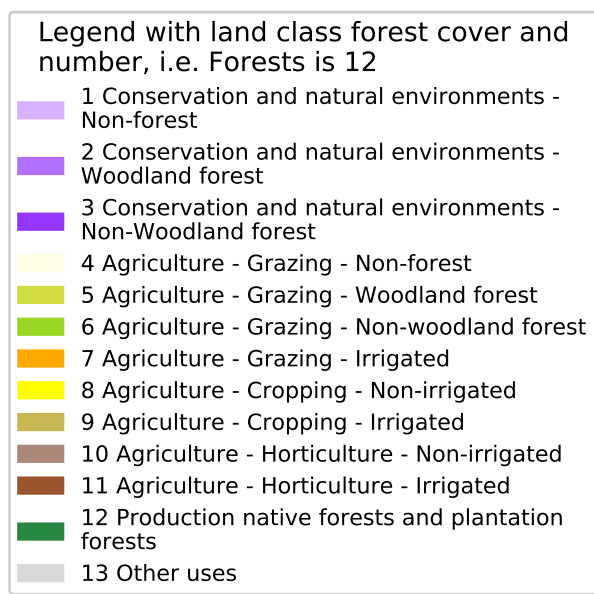 Legend with land class forest cover and
number, i.e. Forests is 12
1 Conservation and natural environments -
Non-forest
2 Conservation and natural environments -
Woodland forest
3 Conservation and natural environments -
Non-Woodland forest
4 Agriculture - Grazing - Non-forest
5 Agriculture - Grazing - Woodland forest
6 Agriculture - Grazing - Non-woodland forest
7 Agriculture - Grazing - Irrigated
8 Agriculture - Cropping - Non-irrigated
9 Agriculture - Cropping - Irrigated
10 Agriculture - Horticulture - Non-irrigated
11 Agriculture - Horticulture - Irrigated
12 Production native forests and plantation
forests
13 Other uses